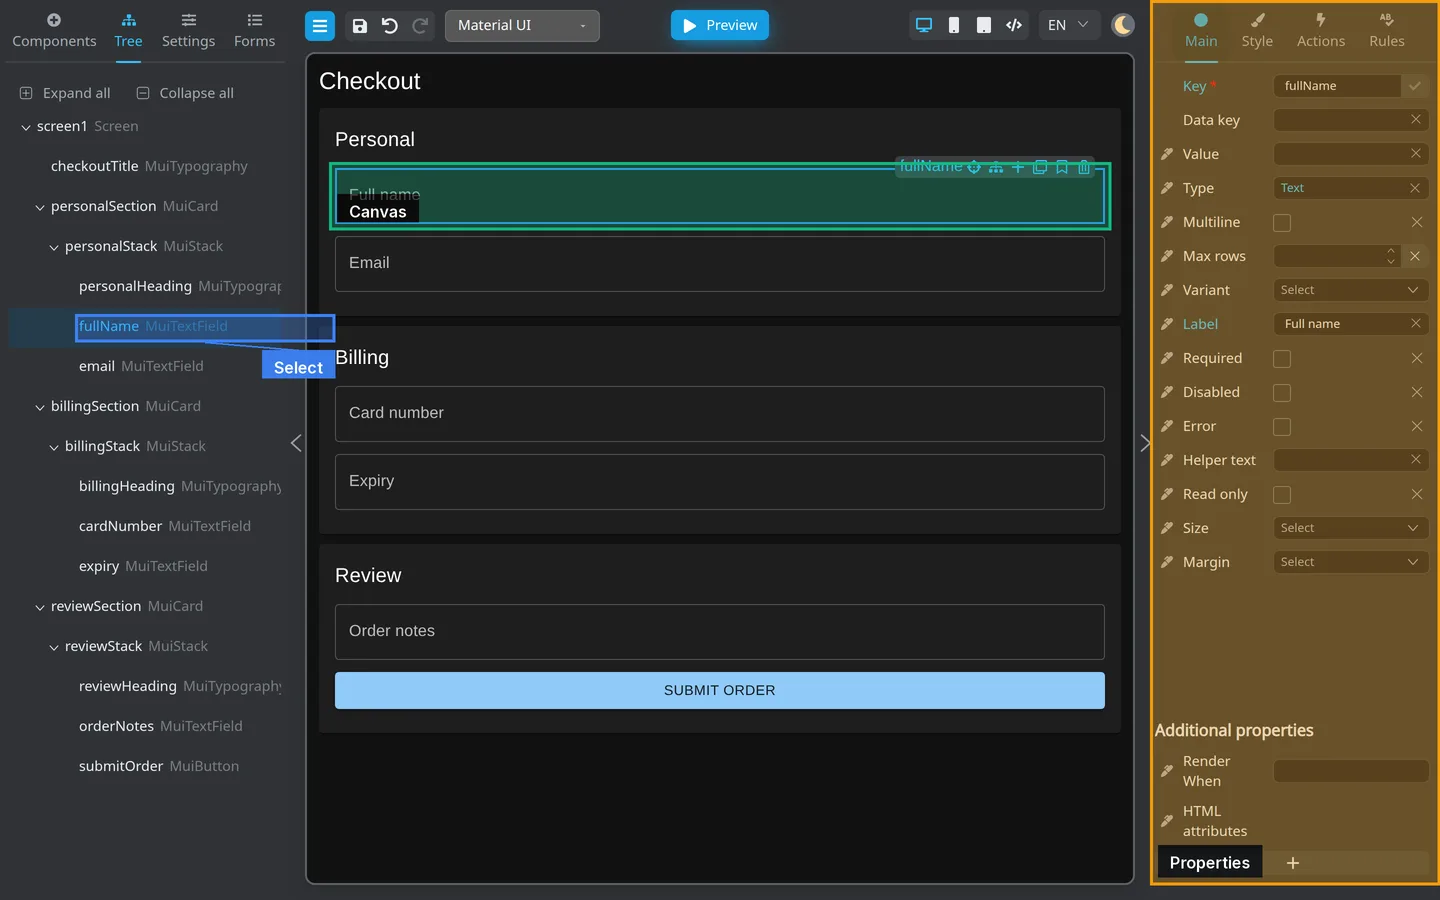 Components
Tree
Settings
Forms
Material UI
Preview
EN
Expand all
Collapse all
screen1 Screen
checkoutTitle MuiTypography
personalSection MuiCard
personalStack MuiStack
personalHeading MuiTypograp
fullName MuiTextField
Select
email MuiTextField
billingSection MuiCard
billingStack MuiStack
billingHeading MuiTypography
cardNumber MuiTextField
expiry MuiTextField
reviewSection MuiCard
reviewStack MuiStack
reviewHeading MuiTypography
orderNotes MuiTextField
submitOrder MuiButton
Checkout
Personal
fullName
Full name
Canvas
Email
Billing
Card number
Expiry
Review
Order notes
SUBMIT ORDER
Main
Style
Actions
AB
Rules
Key * fullName
Data key
Value
Type Text
Multiline
Max rows
Variant Select
Label Full name
Required
Disabled
Error
Helper text
Read only
Size Select
Margin Select
Additional properties
Render
When
HTML
attributes
Properties